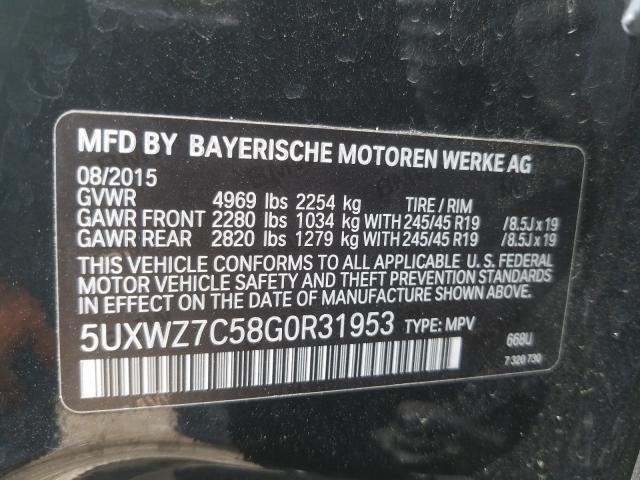 MFD BY BAYERISCHE MOTOREN WERKE AG
08/2015
GVWR 4969 lbs 2254 kg TIRE / RIM
GAWR FRONT 2280 lbs 1034 kg WITH 245/45 R19 /8.5J x 19
GAWR REAR 2820 lbs 1279 kg WITH 245/45 R19 /8.5J x 19
THIS VEHICLE CONFORMS TO ALL APPLICABLE U. S. FEDERAL
MOTOR VEHICLE SAFETY AND THEFT PREVENTION STANDARDS
IN EFFECT ON THE DATE OF MANUFACTURE SHOWN ABOVE.
5UXWZ7C58G0R31953 TYPE: MPV 668U
7 320 730